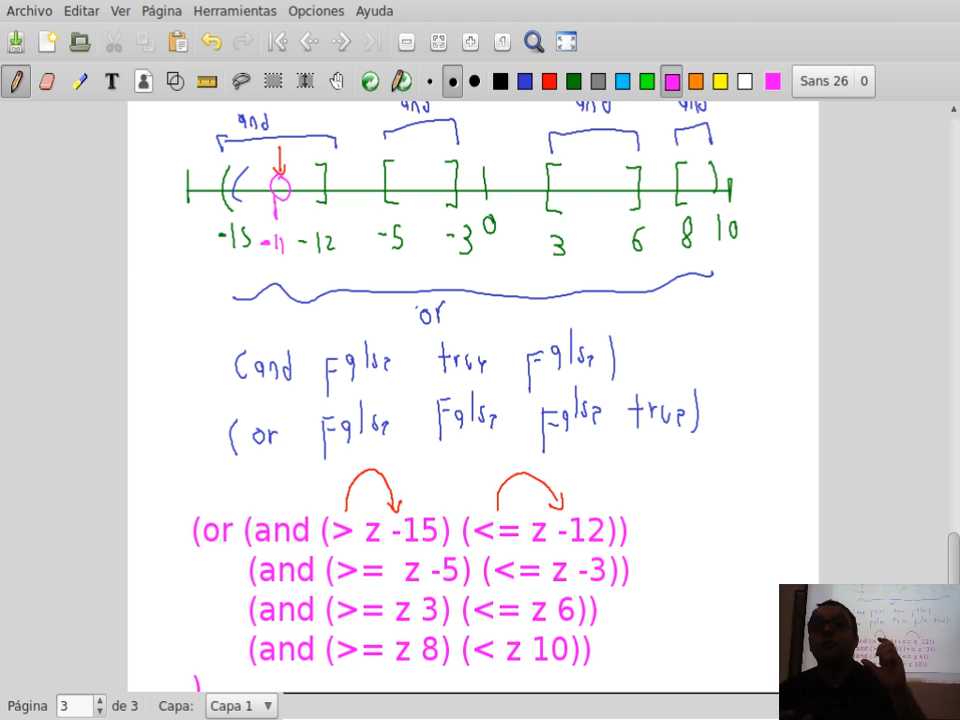 Archivo Editar Ver Página Herramientas Opciones Ayuda
Sans 26 0
and and and and
-15 -11 -12 -5 -3 0 3 6 8 10
or
(and False true False)
(or False False False true)
(or (and (> z -15) (<= z -12))
(and (>= z -5) (<= z -3))
(and (>= z 3) (<= z 6))
(and (>= z 8) (< z 10))
)
Página 3 de 3 Capa: Capa 1